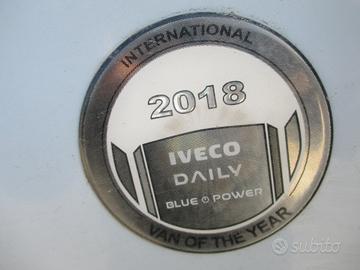 INTERNATIONAL
2018
IVECO
DAILY
BLUE POWER
VAN OF THE YEAR
subito